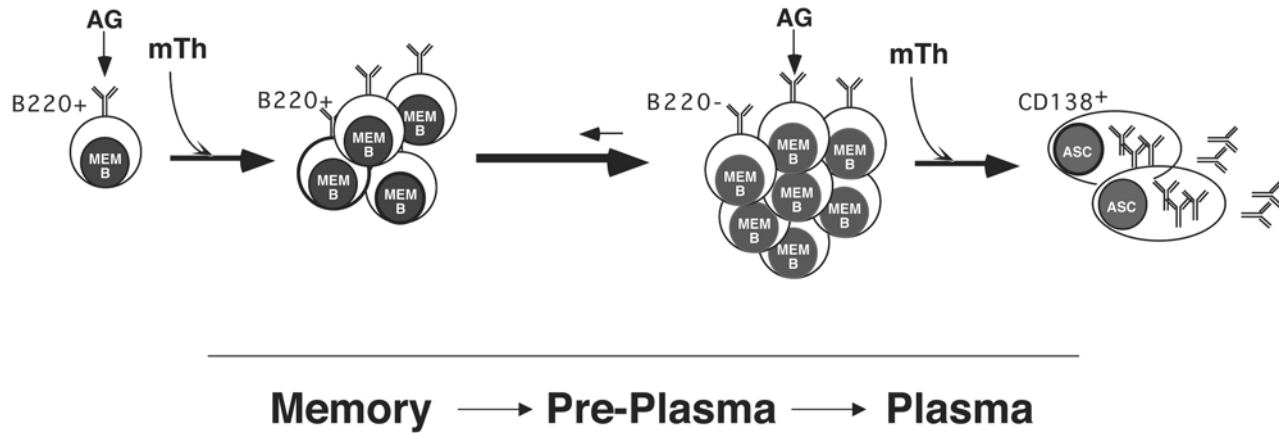 AG
mTh
B220+
MEM
B
B220+
MEM
B
MEM
B
MEM
B
MEM
B
AG
mTh
B220-
MEM
B
MEM
B
MEM
B
MEM
B
MEM
B
MEM
B
MEM
B
CD138+
ASC
ASC
Memory → Pre-Plasma → Plasma